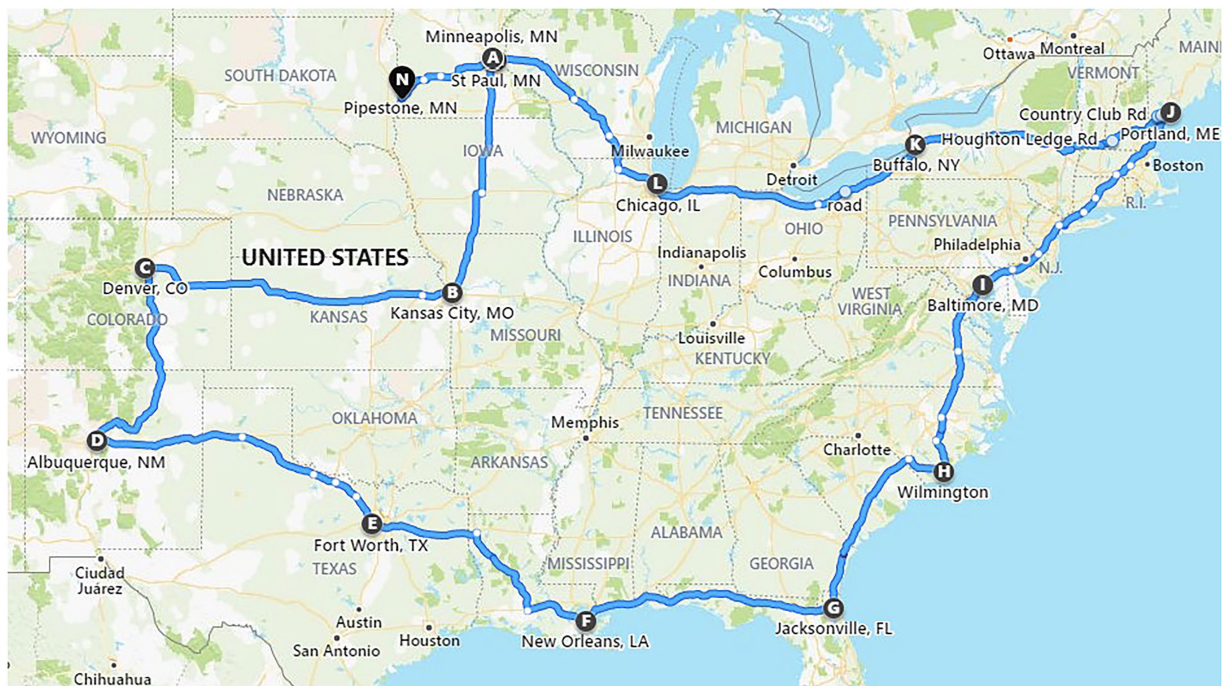 Ottawa
Montreal
MAIN
VERMONT
Minneapolis, MN
A
St Paul, MN
WISCONSIN
SOUTH DAKOTA
N
Pipestone, MN
WYOMING
IOWA
Milwaukee
MICHIGAN
Country Club Rd
J
Houghton Ledge Rd
Portland, ME
K
Buffalo, NY
Boston
Detroit
L
Chicago, IL
road
R.I.
NEBRASKA
ILLINOIS
OHIO
PENNSYLVANIA
Philadelphia
UNITED STATES
Indianapolis
INDIANA
Columbus
N.J.
C
Denver, CO
B
Kansas City, MO
I
Baltimore, MD
WEST
VIRGINIA
COLORADO
KANSAS
MISSOURI
Louisville
KENTUCKY
OKLAHOMA
Memphis
TENNESSEE
D
Albuquerque, NM
ARKANSAS
Charlotte
H
Wilmington
E
Fort Worth, TX
TEXAS
MISSISSIPPI
ALABAMA
GEORGIA
Ciudad
Juárez
Austin
San Antonio
Houston
F
New Orleans, LA
G
Jacksonville, FL
Chihuahua